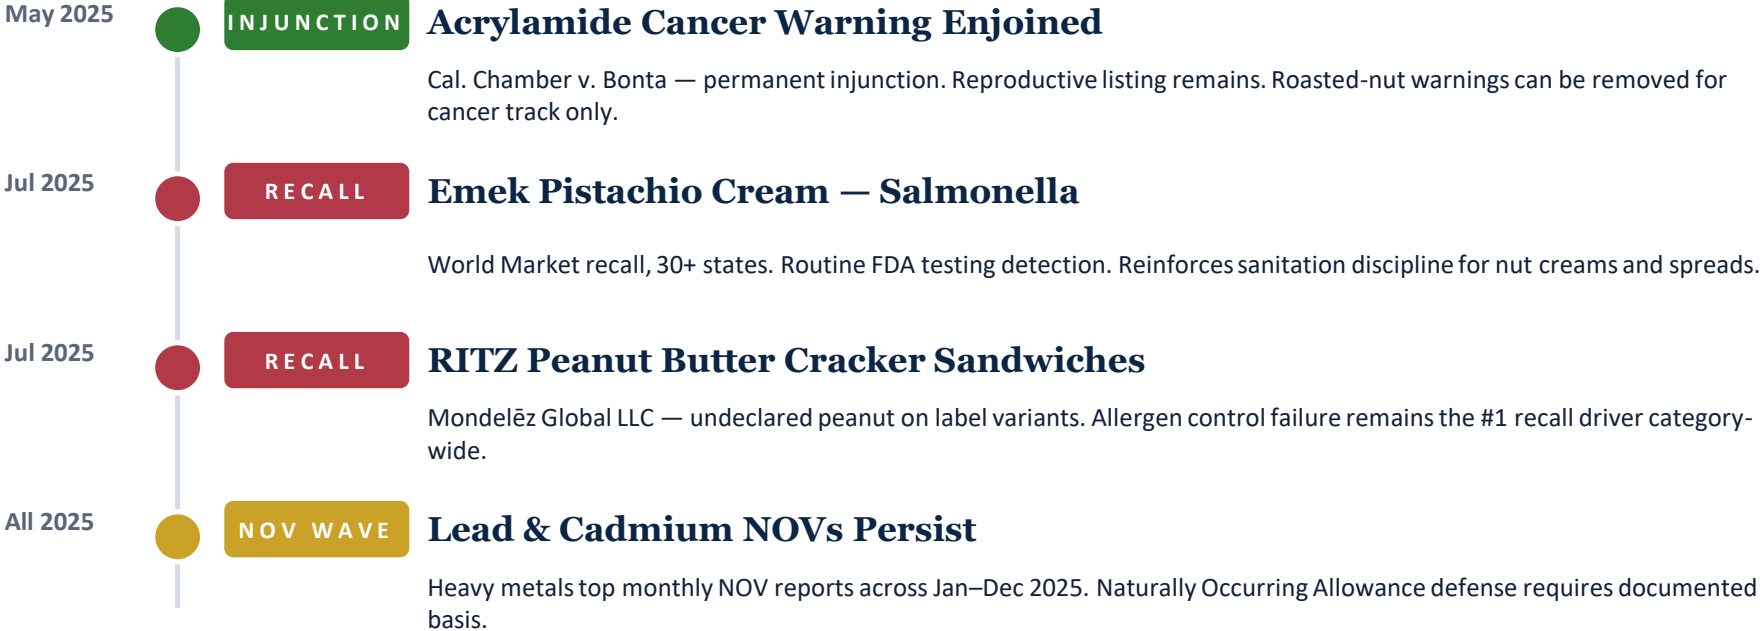 May 2025
INJUNCTION
Acrylamide Cancer Warning Enjoined
Cal. Chamber v. Bonta — permanent injunction. Reproductive listing remains. Roasted-nut warnings can be removed for
cancer track only.
Jul 2025
RECALL
Emek Pistachio Cream — Salmonella
World Market recall, 30+ states. Routine FDA testing detection. Reinforces sanitation discipline for nut creams and spreads.
Jul 2025
RECALL
RITZ Peanut Butter Cracker Sandwiches
Mondelēz Global LLC — undeclared peanut on label variants. Allergen control failure remains the #1 recall driver category-
wide.
All 2025
NOV WAVE
Lead & Cadmium NOVs Persist
Heavy metals top monthly NOV reports across Jan–Dec 2025. Naturally Occurring Allowance defense requires documented
basis.